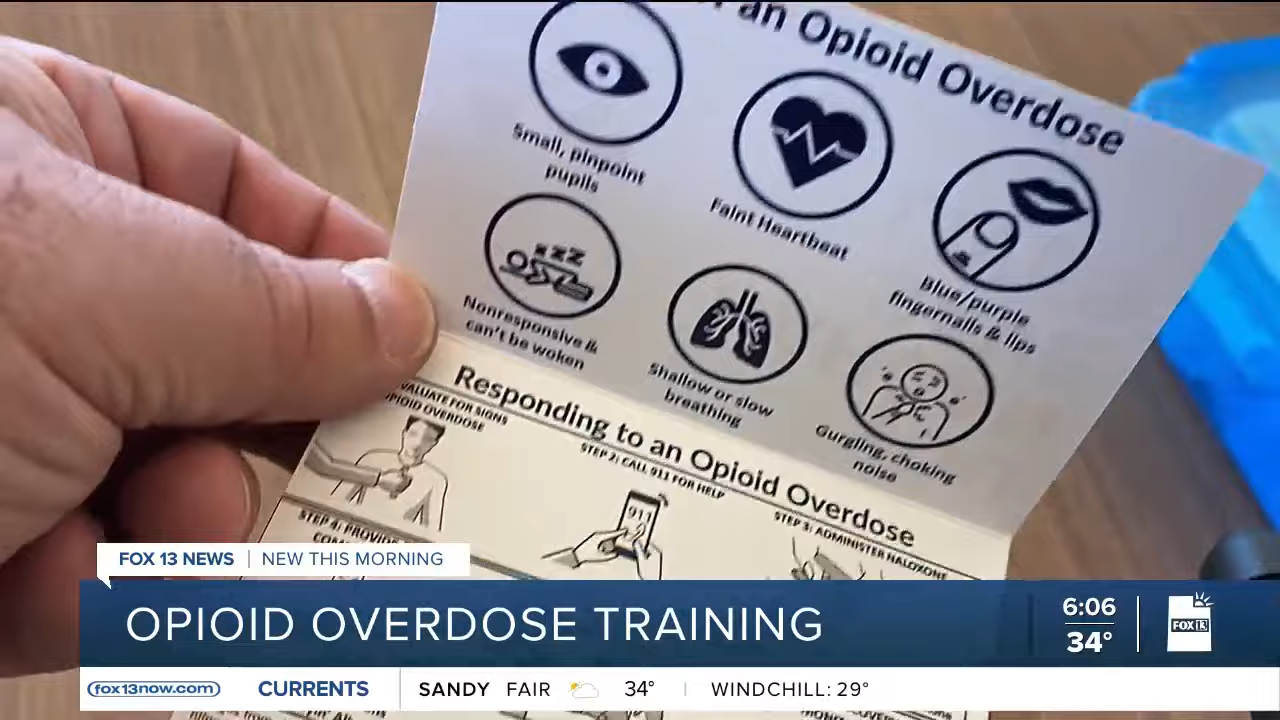 an Opioid Overdose
Small, pinpoint
pupils
Faint Heartbeat
Blue/purple
fingernails & lips
zzz
Nonresponsive &
can't be woken
Shallow or slow
breathing
Gurgling, choking
noise
Responding to an Opioid Overdose
EVALUATE FOR SIGNS
OPIOID OVERDOSE
STEP 2: CALL 911 FOR HELP
911
STEP 3: ADMINISTER NALOXONE
STEP 4:
FOX 13 NEWS | NEW THIS MORNING
OPIOID OVERDOSE TRAINING
6:06
34°
FOX 13
fox13now.com
CURRENTS
SANDY FAIR 34° WINDCHILL: 29°